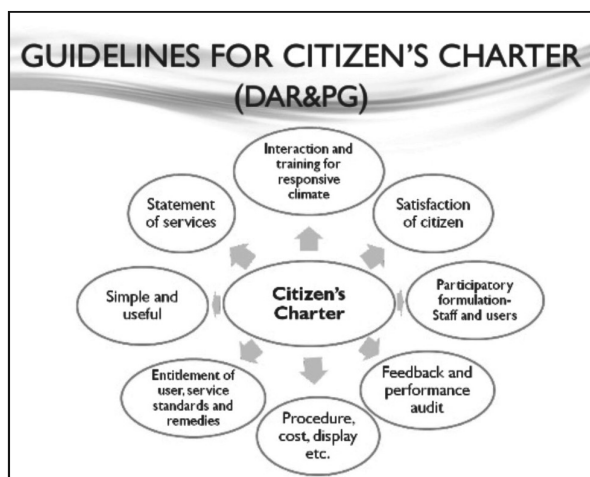 GUIDELINES FOR CITIZEN'S CHARTER
(DAR&PG)
Interaction and
training for
responsive
climate
Statement
of services
Satisfaction
of citizen
Simple and
useful
Citizen's
Charter
Participatory
formulation-
Staff and users
Entitlement of
user, service
standards and
remedies
Feedback and
performance
audit
Procedure,
cost, display
etc.